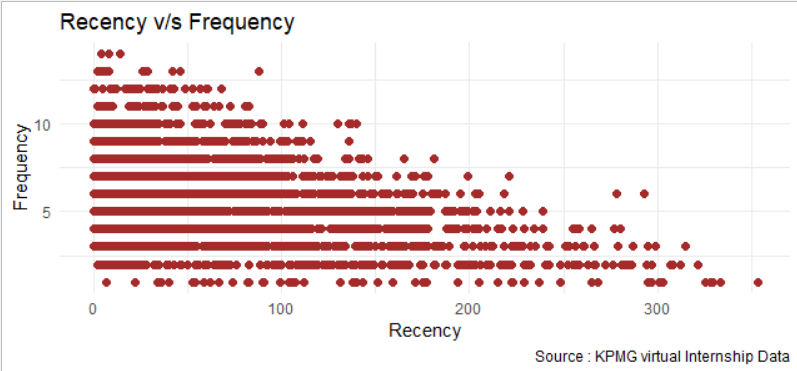 Recency v/s Frequency
10
5
Frequency
0 100 200 300
Recency
Source : KPMG virtual Internship Data